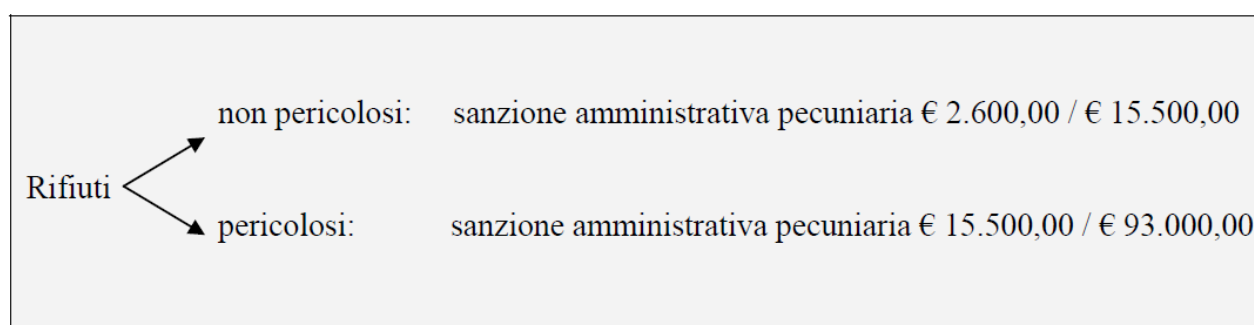 non pericolosi: sanzione amministrativa pecuniaria € 2.600,00 / € 15.500,00
Rifiuti
pericolosi: sanzione amministrativa pecuniaria € 15.500,00 / € 93.000,00